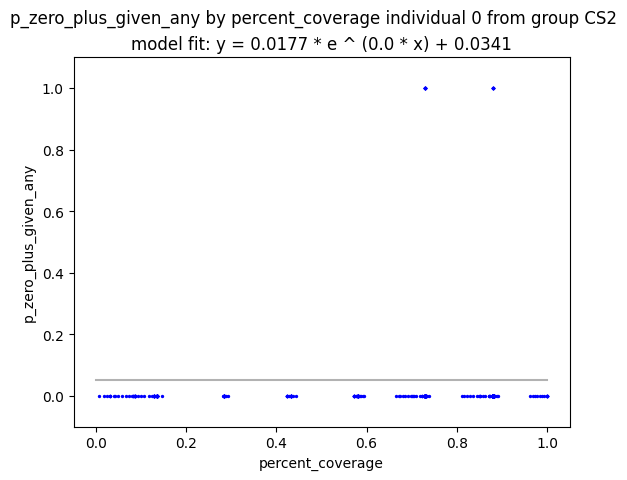 p_zero_plus_given_any by percent_coverage individual 0 from group CS2
model fit: y = 0.0177 * e ^ (0.0 * x) + 0.0341
1.0
0.8
0.6
0.4
0.2
0.0
p_zero_plus_given_any
0.0 0.2 0.4 0.6 0.8 1.0
percent_coverage